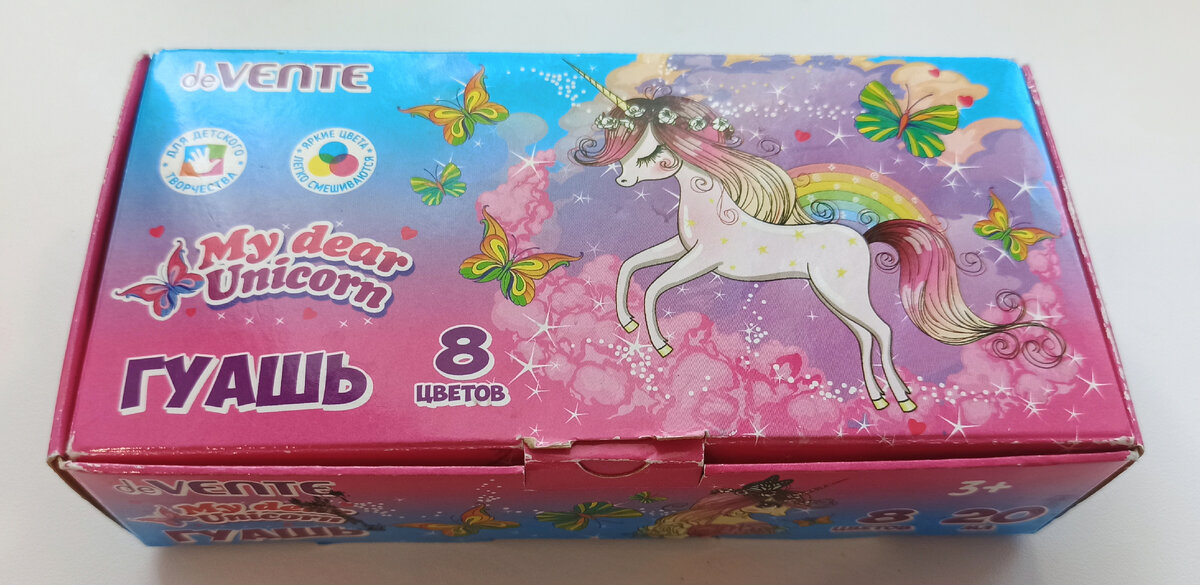 deVENTE
ДЛЯ ДЕТСКОГО
ТВОРЧЕСТВА
ЯРКИЕ ЦВЕТА
ЛЕГКО СМЕШИВАЮТСЯ
My dear
Unicorn
ГУАШЬ
8
ЦВЕТОВ
deVENTE
My dear
Unicorn
ГУАШЬ
3+
8
20